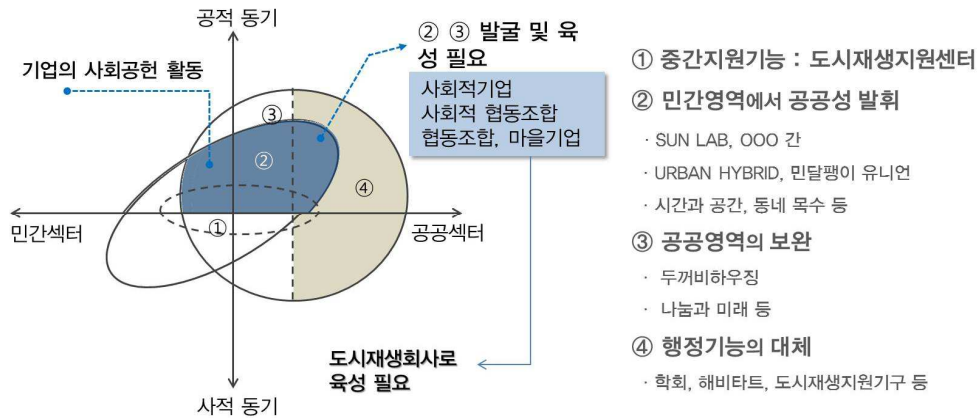 공적 동기
② ③ 발굴 및 육
성 필요
기업의 사회공헌 활동
사회적기업
사회적 협동조합
협동조합, 마을기업
③
②
④
①
민간섹터
공공섹터
도시재생회사로
육성 필요
사적 동기
① 중간지원기능 : 도시재생지원센터
② 민간영역에서 공공성 발휘
· SUN LAB, OOO 간
· URBAN HYBRID, 민달팽이 유니언
· 시간과 공간, 동네 목수 등
③ 공공영역의 보완
· 두꺼비하우징
· 나눔과 미래 등
④ 행정기능의 대체
· 학회, 해비타트, 도시재생지원기구 등